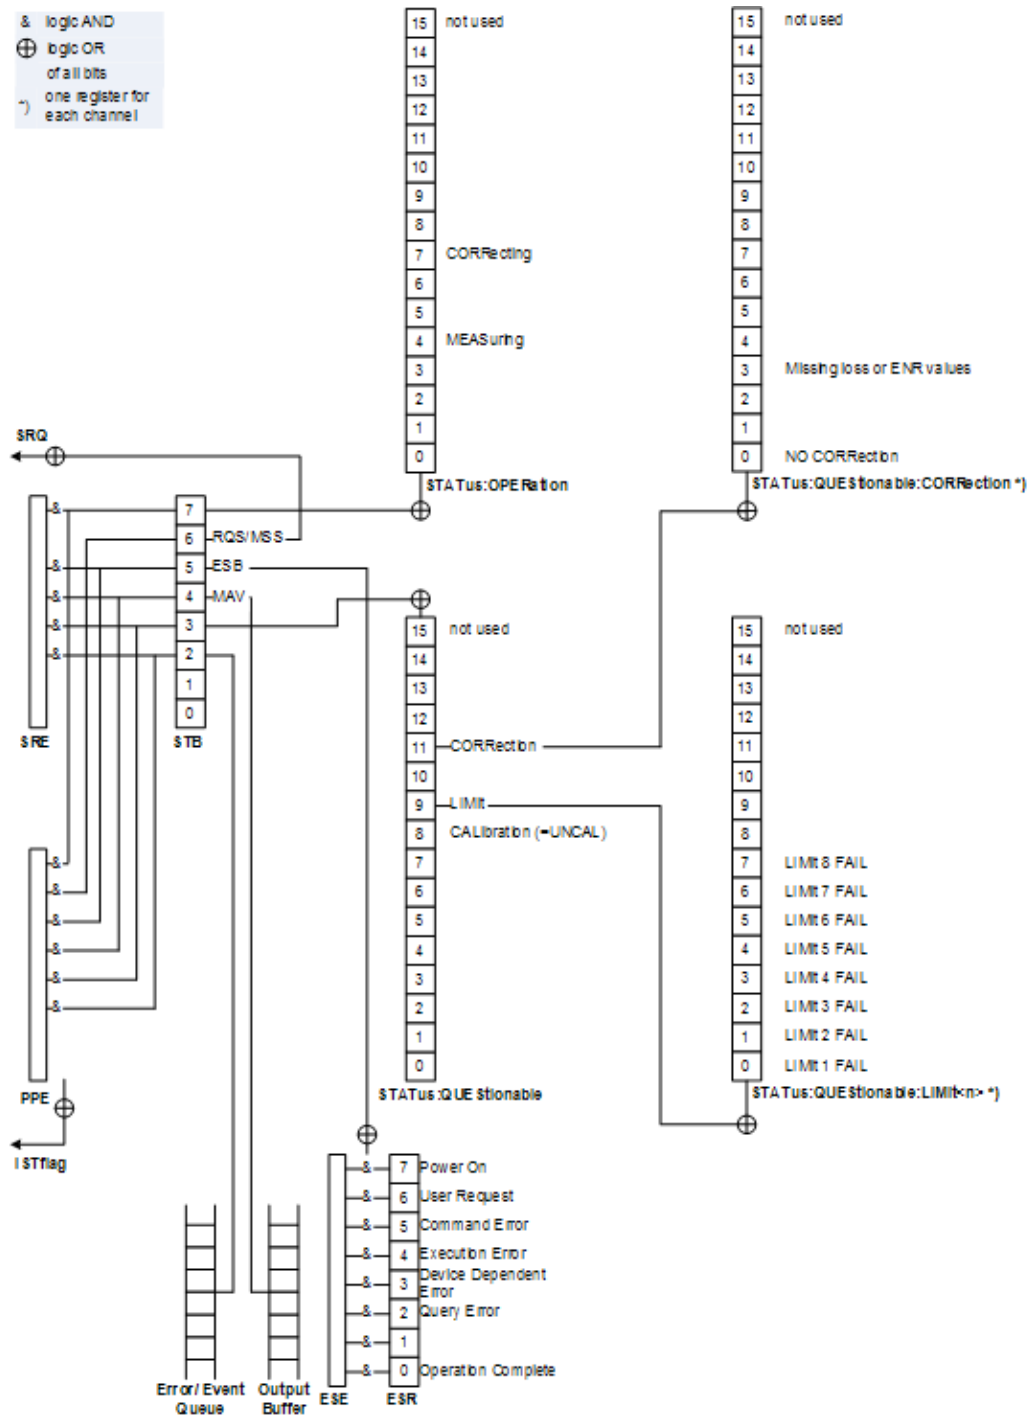 & logic AND
⊕ logic OR
of all bits
*) one register for
each channel
15 not used
14
13
12
11
10
9
8
7 CORRecting
6
5
4 MEASuring
3
2
1
0
STATus:OPERation
15 not used
14
13
12
11
10
9
8
7
6
5
4
3 Missing loss or ENR values
2
1
0 NO CORRection
STATus:QUEStionable:CORRection *)
SRQ
& 7
6 RQS/MSS
& 5 ESB
& 4 MAV
& 3
& 2
1
0
SRE STB
15 not used
14
13
12
11 CORRection
10
9 LIMit
8 CALibration (=UNCAL)
7
6
5
4
3
2
1
0
STATus:QUEStionable
15 not used
14
13
12
11
10
9
8
7 LIMit 8 FAIL
6 LIMit 7 FAIL
5 LIMit 6 FAIL
4 LIMit 5 FAIL
3 LIMit 4 FAIL
2 LIMit 3 FAIL
1 LIMit 2 FAIL
0 LIMit 1 FAIL
STATus:QUEStionable:LIMit<n> *)
&
&
&
&
&
&
PPE
ISTflag
& 7 Power On
& 6 User Request
& 5 Command Error
& 4 Execution Error
& 3 Device Dependent
Error
& 2 Query Error
& 1
& 0 Operation Complete
ESE ESR
Error/Event
Queue
Output
Buffer